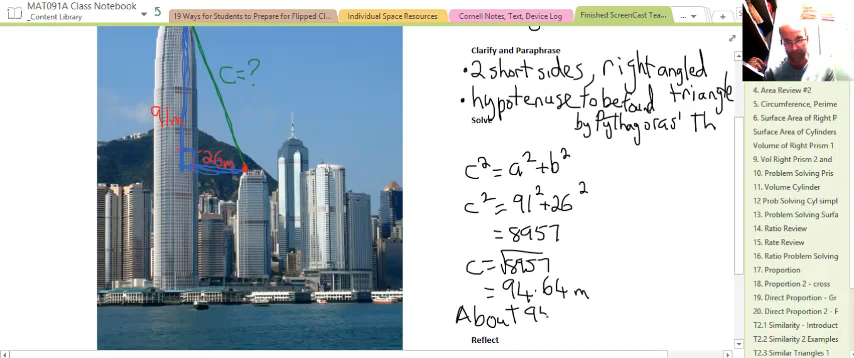 MAT091A Class Notebook
_Content Library
5
19 Ways for Students to Prepare for Flipped Cl...
Individual Space Resources
Cornell Notes, Text, Device Log
Finished ScreenCast Tea...
...
Clarify and Paraphrase
• 2 short sides, right angled
• hypotenuse to be found triangle
by Pythagoras' Th
Solve
c² = a² + b²
c² = 91² + 26²
= 8957
c = √8957
= 94.64 m
About 94
Reflect
C = ?
91m
26m
4. Area Review #2
5. Circumference, Perime
6. Surface Area of Right P
Surface Area of Cylinders
Volume of Right Prism 1
9. Vol Right Prism 2 and
10. Problem Solving Pris
11. Volume Cylinder
12 Prob Solving Cyl simpl
13. Problem Solving Surfa
14. Ratio Review
15. Rate Review
16. Ratio Problem Solving
17. Proportion
18. Proportion 2 - cross
19. Direct Proportion - Gr
20. Direct Proportion 2 - F
T2.1 Similarity - Introduct
T2.2 Similarity 2 Examples
T2.3 Similar Triangles 1